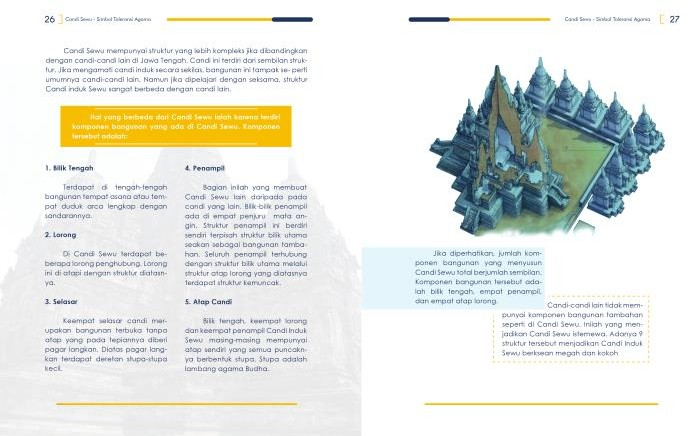 26
Candi Sewu - Simbol Toleransi Agama
Candi Sewu mempunyai struktur yang lebih kompleks jika dibandingkan
dengan candi-candi lain di Jawa Tengah. Candi ini terdiri dari sembilan struk-
tur. Jika mengamati candi induk secara sekilas, bangunan ini tampak se- perti
umumnya candi-candi lain. Namun jika dipelajari dengan seksama, struktur
Candi Induk Sewu sangat berbeda dengan candi lain.
Hal yang berbeda dari Candi Sewu ialah karena terdiri
komponen bangunan yang ada di Candi Sewu. Komponen
tersebut adalah:
1. Bilik Tengah
Terdapat di tengah-tengah
bangunan tempat asana atau tem-
pat duduk arca lengkap dengan
sandarannya.
2. Lorong
Di Candi Sewu terdapat be-
berapa lorong penghubung. Lorong
ini di atapi dengan struktur diatasn-
ya.
3. Selasar
Keempat selasar candi mer-
upakan bangunan terbuka tanpa
atap yang pada tepiannya diberi
pagar langkan. Diatas pagar lang-
kan terdapat deretan stupa-stupa
kecil.
4. Penampil
Bagian inilah yang membuat
Candi Sewu lain daripada pada
candi yang lain. Bilik-bilik penampil
ada di empat penjuru mata an-
gin. Struktur penampil ini berdiri
sendiri terpisah struktur bilik utama
seakan sebagai bangunan tamba-
han. Seluruh penampil terhubung
dengan struktur bilik utama melalui
struktur atap lorong yang diatasnya
terdapat struktur kemuncak.
5. Atap Candi
Bilik tengah, keempat lorong
dan keempat penampil Candi Induk
Sewu masing-masing mempunyai
atap sendiri yang semua puncakn-
ya berbentuk stupa. Stupa adalah
lambang agama Budha.
Candi Sewu - Simbol Toleransi Agama
27
Jika diperhatikan, jumlah kom-
ponen bangunan yang menyusun
Candi Sewu total berjumlah sembilan.
Komponen bangunan tersebut ada-
lah bilik tengah, empat penampil,
dan empat atap lorong.
Candi-candi lain tidak mem-
punyai komponen bangunan tambahan
seperti di Candi Sewu. Inilah yang men-
jadikan Candi Sewu istemewa. Adanya 9
struktur tersebut menjadikan Candi Induk
Sewu berkesan megah dan kokoh